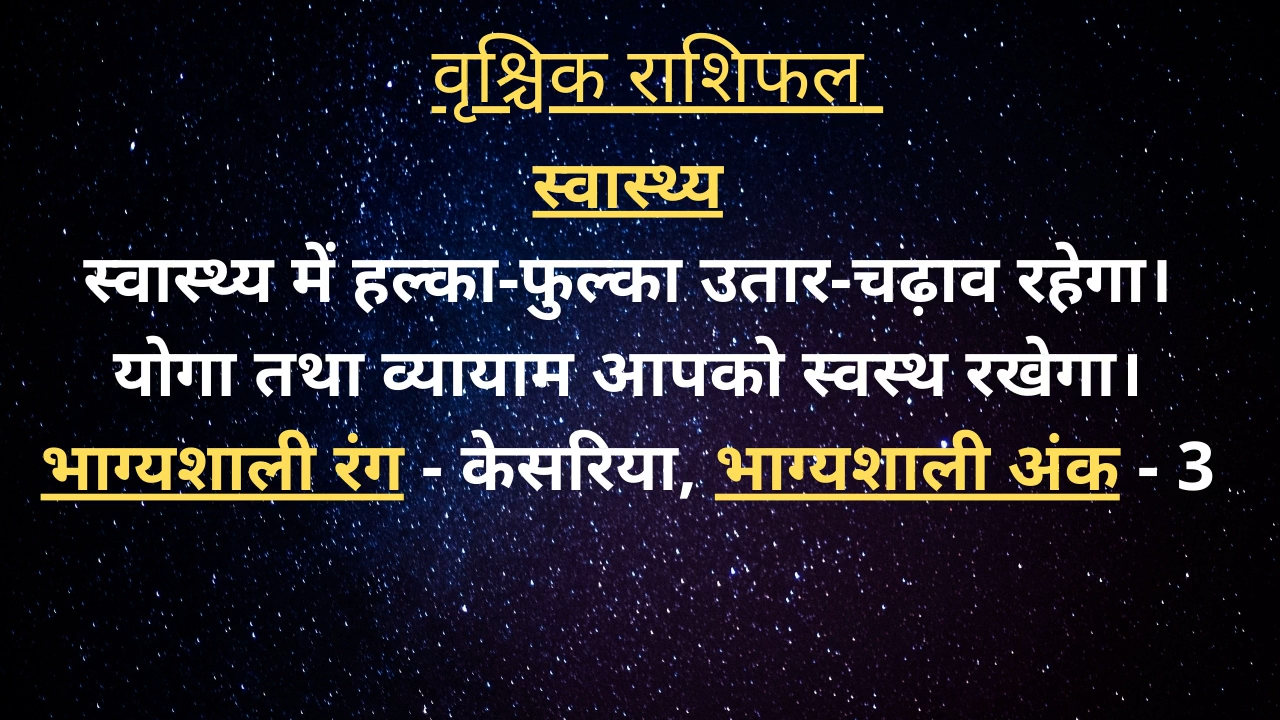 वृश्चिक राशिफल
स्वास्थ्य
स्वास्थ्य में हल्का-फुल्का उतार-चढ़ाव रहेगा।
योगा तथा व्यायाम आपको स्वस्थ रखेगा।
भाग्यशाली रंग - केसरिया, भाग्यशाली अंक - 3